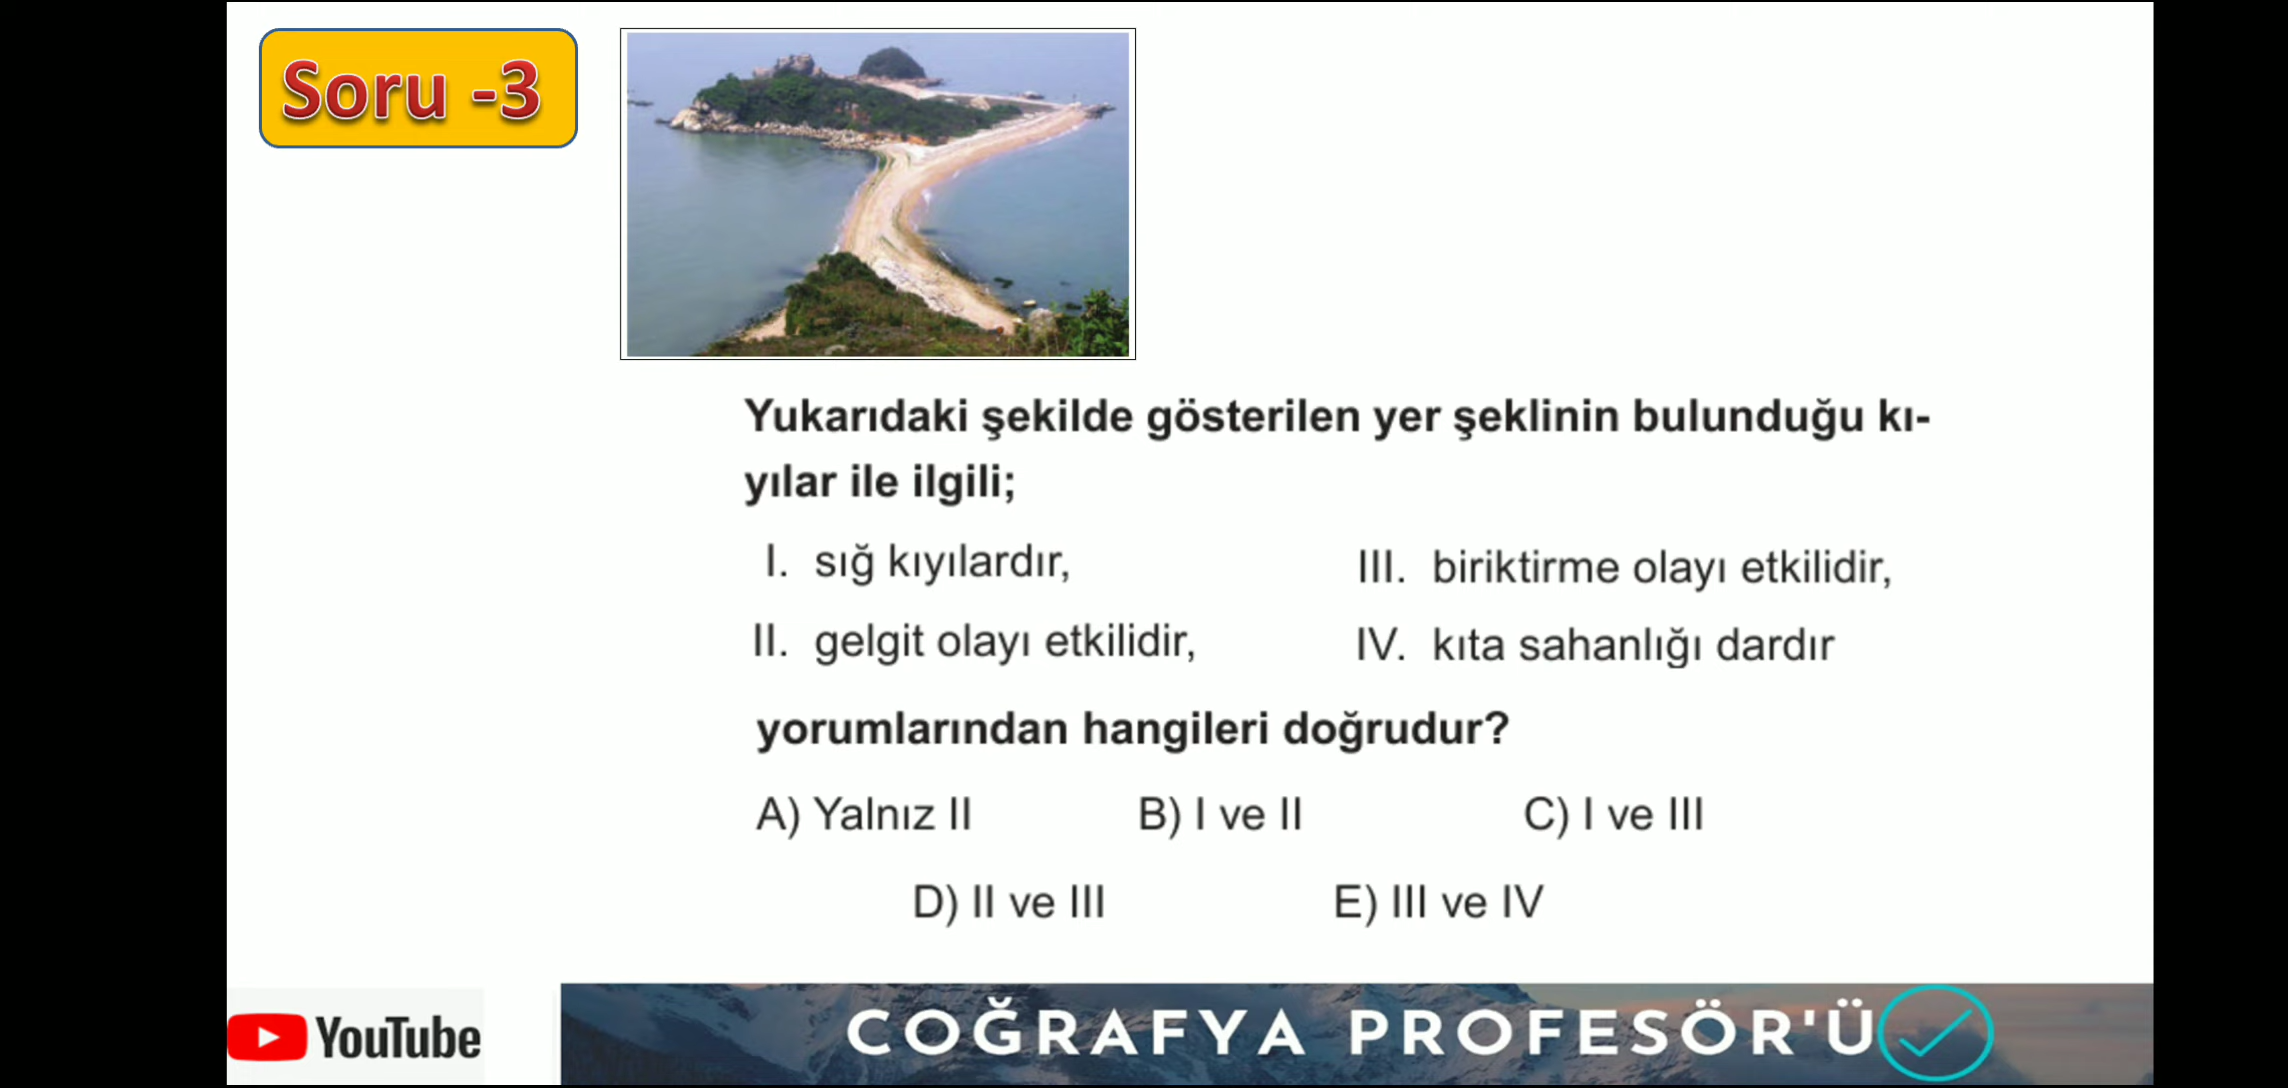 Soru -3
Yukarıdaki şekilde gösterilen yer şeklinin bulunduğu kı-
yılar ile ilgili;
I. sığ kıyılardır,
III. biriktirme olayı etkilidir,
II. gelgit olayı etkilidir,
IV. kıta sahanlığı dardır
yorumlarından hangileri doğrudur?
A) Yalnız II
B) I ve II
C) I ve III
D) II ve III
E) III ve IV
YouTube
COĞRAFYA PROFESÖR'Ü